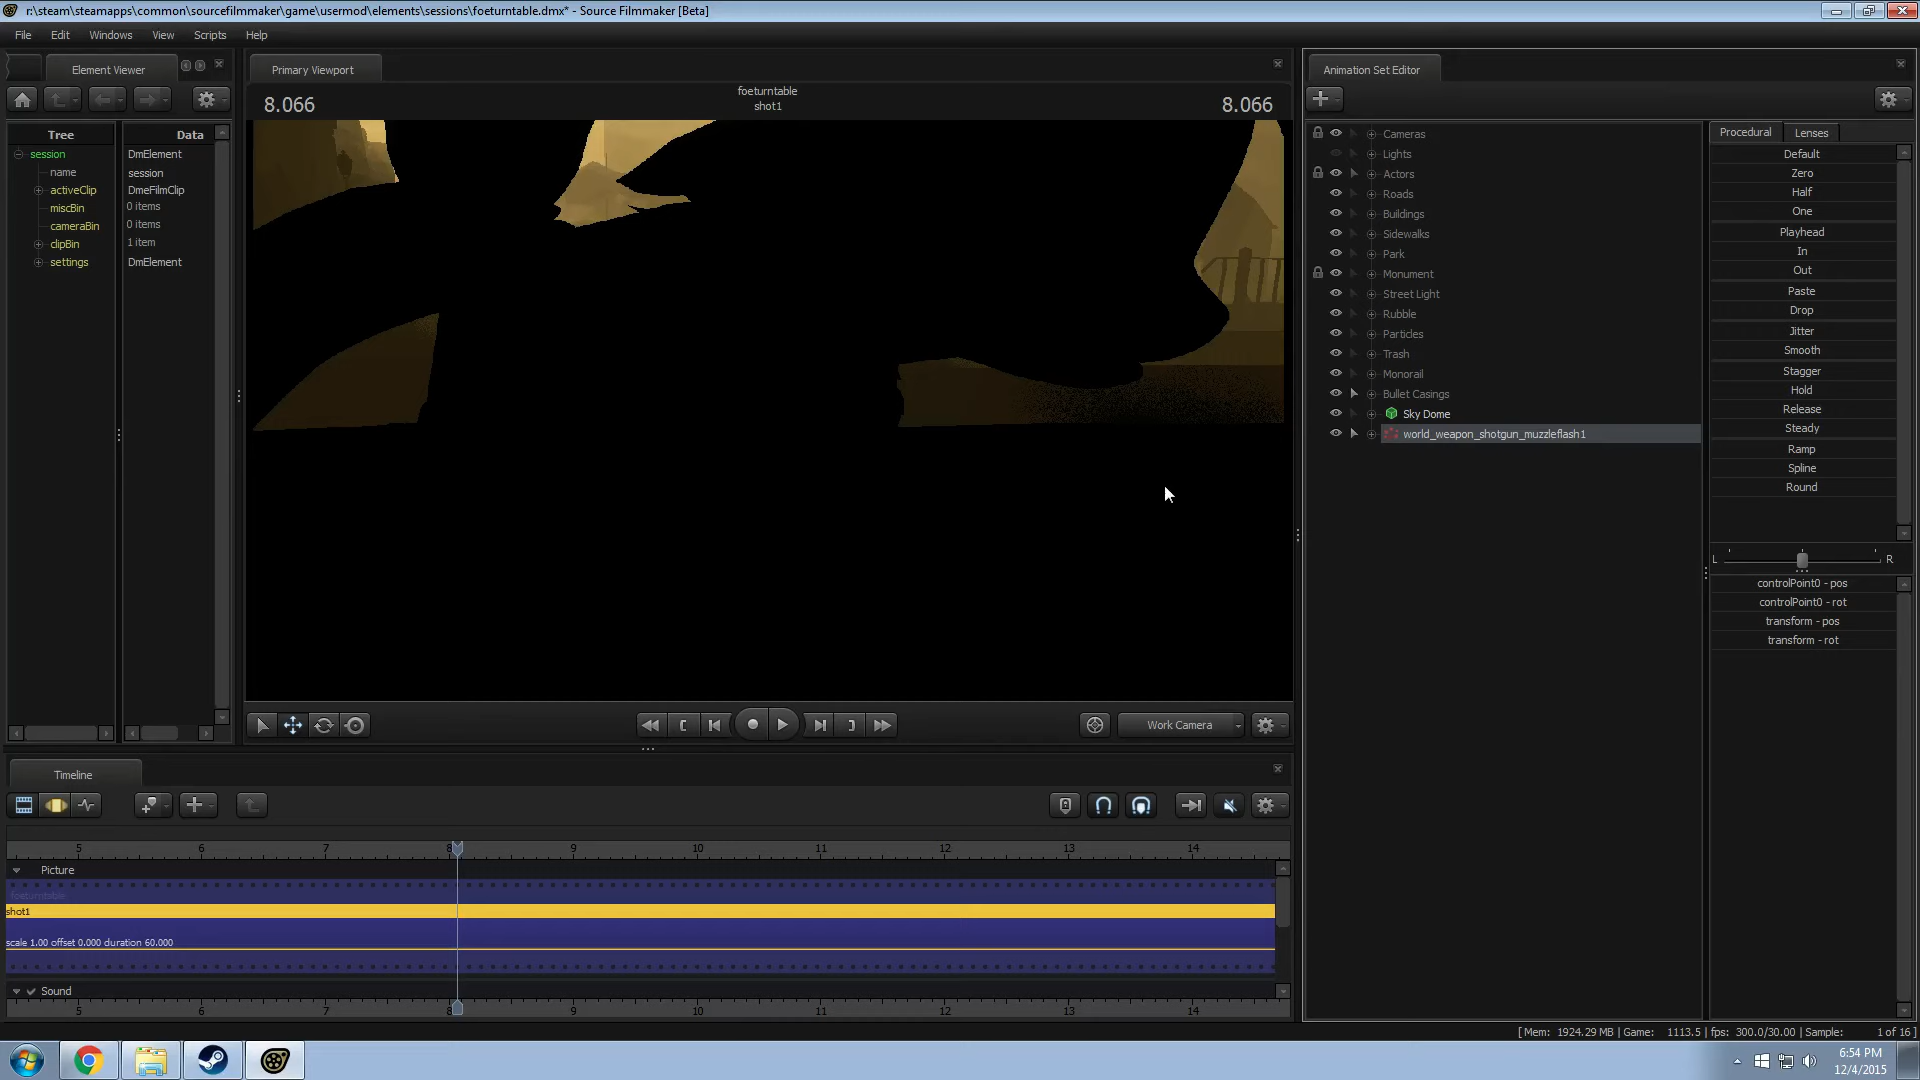 r:\steam\steamapps\common\sourcefilmmaker\game\usermod\elements\sessions\foeturntable.dmx* - Source Filmmaker [Beta]
File Edit Windows View Scripts Help
Element Viewer
Primary Viewport
Animation Set Editor
8.066
foeturntable
shot1
8.066
Tree Data
session DmElement
name session
activeClip DmeFilmClip
miscBin 0 items
cameraBin 0 items
clipBin 1 item
settings DmElement
Cameras
Lights
Actors
Roads
Buildings
Sidewalks
Park
Monument
Street Light
Rubble
Particles
Trash
Monorail
Bullet Casings
Sky Dome
world_weapon_shotgun_muzzleflash1
Procedural Lenses
Default
Zero
Half
One
Playhead
In
Out
Paste
Drop
Jitter
Smooth
Stagger
Hold
Release
Steady
Ramp
Spline
Round
L R
controlPoint0 - pos
controlPoint0 - rot
transform - pos
transform - rot
Work Camera
Timeline
5 6 7 8 9 10 11 12 13 14
Picture
foeturntable
shot1
scale 1.00 offset 0.000 duration 60.000
Sound
5 6 7 8 9 10 11 12 13 14
[ Mem: 1924.29 MB | Game: 1113.5 | fps: 300.0/30.00 | Sample: 1 of 16 ]
6:54 PM
12/4/2015